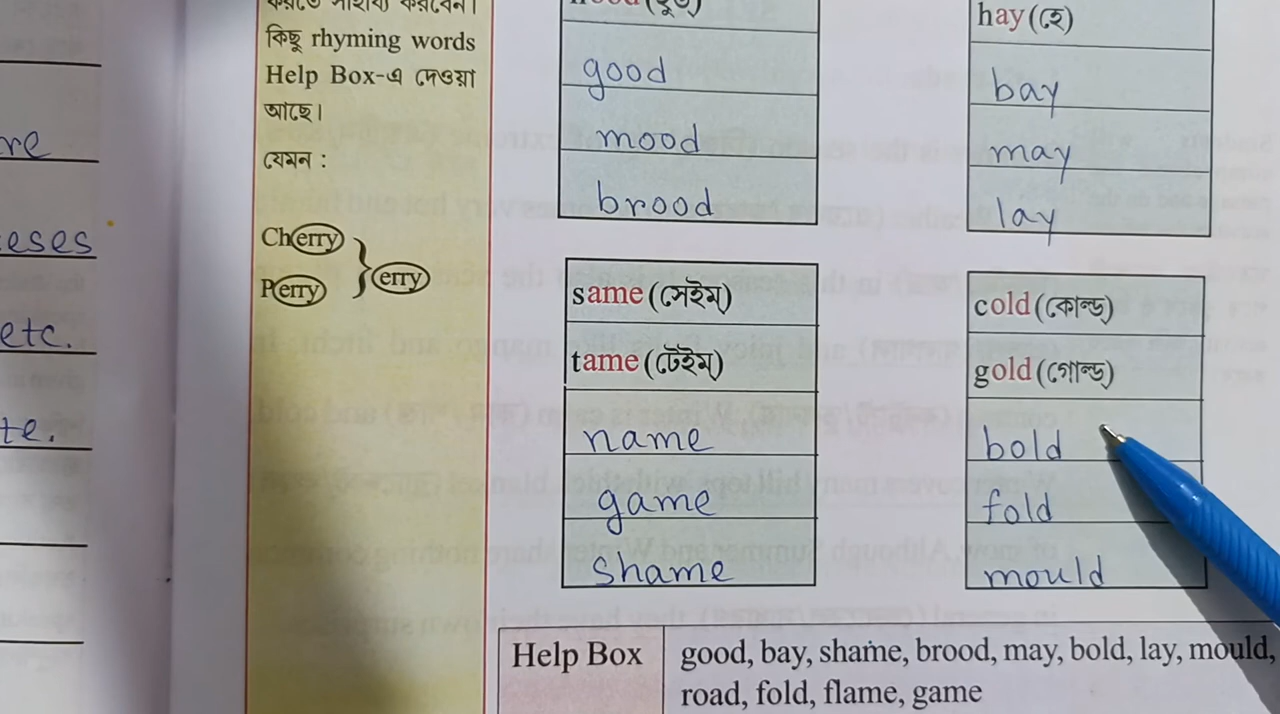 করতে সাহায্য করবেন।
কিছু rhyming words
Help Box-এ দেওয়া
আছে।
যেমন :
Cherry
Perry
erry
re
eses
etc.
te.
good
mood
brood
hay (হে)
bay
may
lay
same (সেইম্)
tame (টেইম্)
name
game
shame
cold (কোল্ড)
gold (গোল্ড)
bold
fold
mould
Help Box
good, bay, shame, brood, may, bold, lay, mould,
road, fold, flame, game